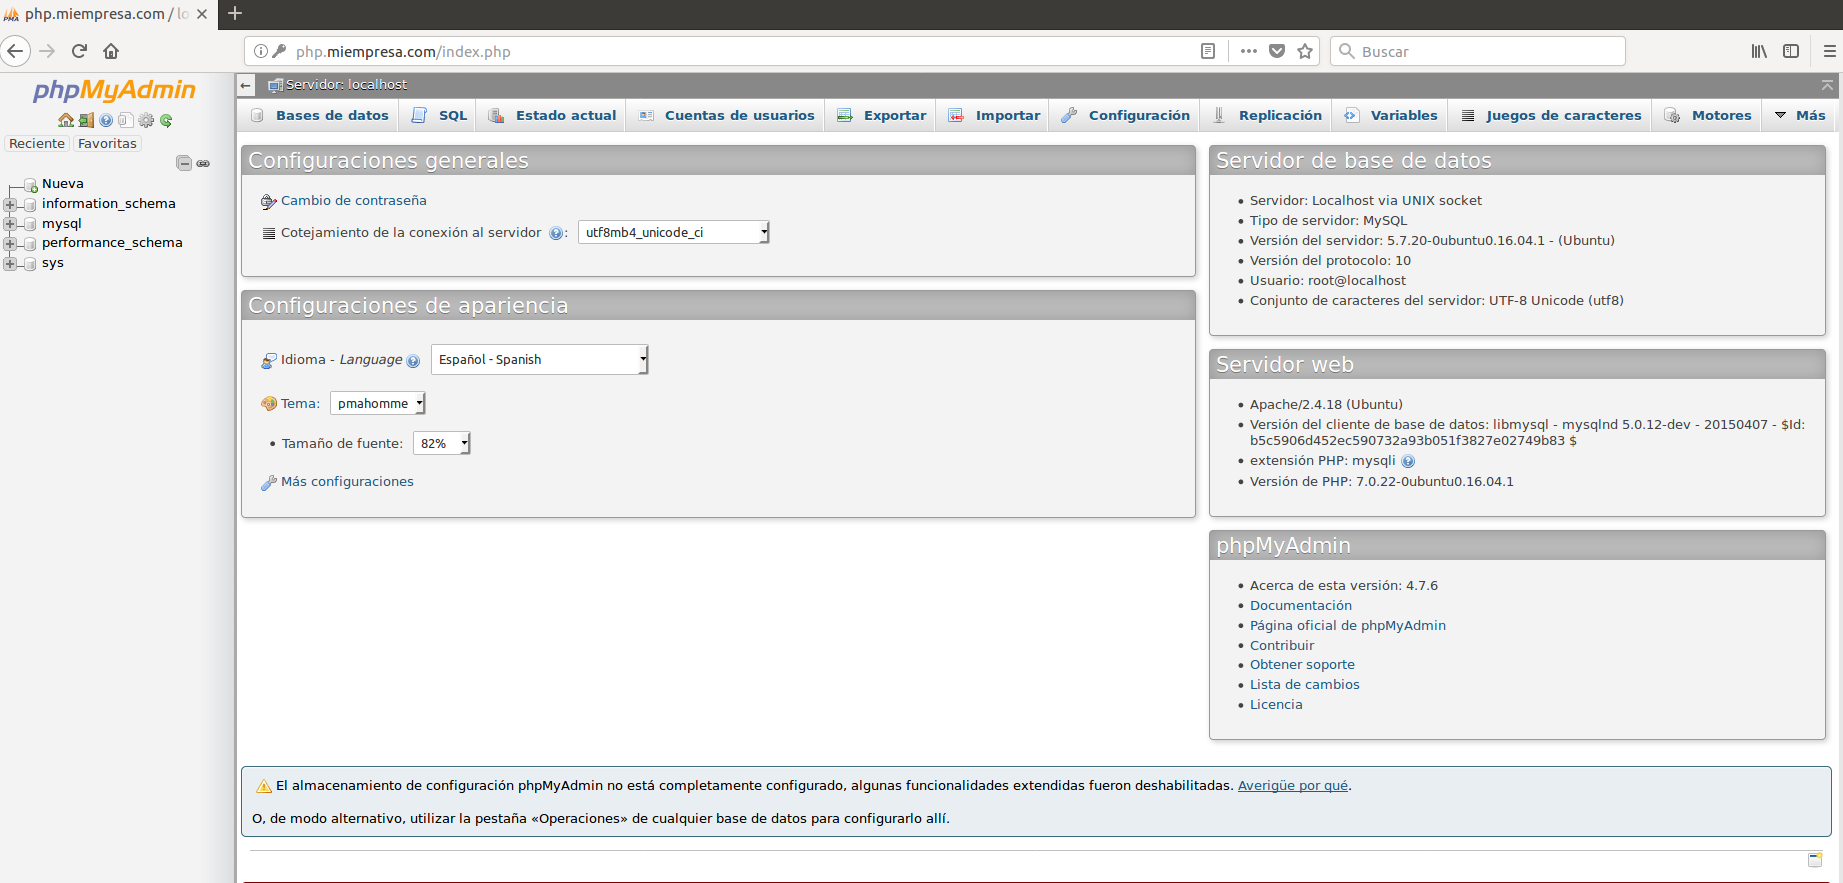 php.miempresa.com / lo
php.miempresa.com/index.php
Buscar
phpMyAdmin
Reciente
Favoritas
Nueva
information_schema
mysql
performance_schema
sys
Servidor: localhost
Bases de datos
SQL
Estado actual
Cuentas de usuarios
Exportar
Importar
Configuración
Replicación
Variables
Juegos de caracteres
Motores
Más
Configuraciones generales
Cambio de contraseña
Cotejamiento de la conexión al servidor : utf8mb4_unicode_ci
Configuraciones de apariencia
Idioma - Language Español - Spanish
Tema: pmahomme
Tamaño de fuente: 82%
Más configuraciones
Servidor de base de datos
Servidor: Localhost via UNIX socket
Tipo de servidor: MySQL
Versión del servidor: 5.7.20-0ubuntu0.16.04.1 - (Ubuntu)
Versión del protocolo: 10
Usuario: root@localhost
Conjunto de caracteres del servidor: UTF-8 Unicode (utf8)
Servidor web
Apache/2.4.18 (Ubuntu)
Versión del cliente de base de datos: libmysql - mysqlnd 5.0.12-dev - 20150407 - $Id:
b5c5906d452ec590732a93b051f3827e02749b83 $
extensión PHP: mysqli
Versión de PHP: 7.0.22-0ubuntu0.16.04.1
phpMyAdmin
Acerca de esta versión: 4.7.6
Documentación
Página oficial de phpMyAdmin
Contribuir
Obtener soporte
Lista de cambios
Licencia
El almacenamiento de configuración phpMyAdmin no está completamente configurado, algunas funcionalidades extendidas fueron deshabilitadas. Averigüe por qué.
O, de modo alternativo, utilizar la pestaña «Operaciones» de cualquier base de datos para configurarlo allí.